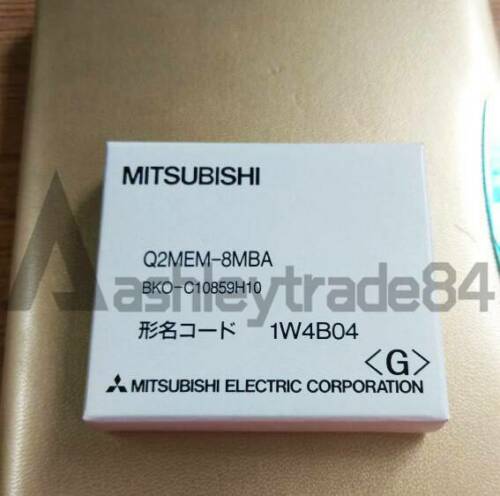 MITSUBISHI
Q2MEM-8MBA
BKO-C10859H10
ashleytrade84
形名コード 1W4B04
<G>
MITSUBISHI ELECTRIC CORPORATION